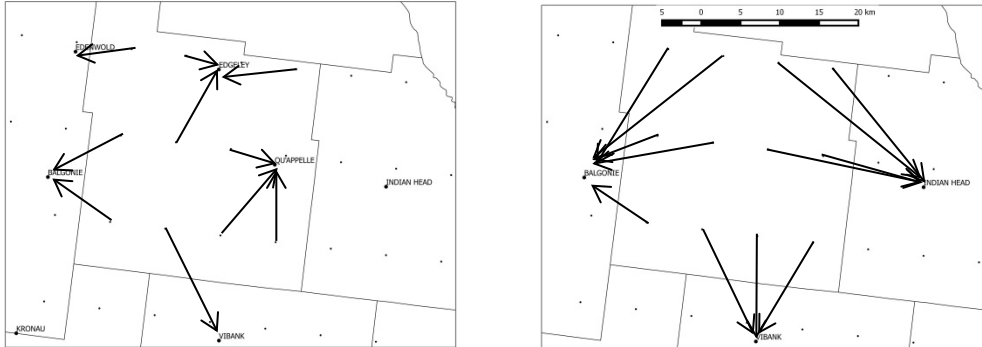 EDENWOLD
EDGELEY
BALGONIE
QU'APPELLE
INDIAN HEAD
KRONAU
VIBANK
5 0 5 10 15 20 km
BALGONIE
INDIAN HEAD
VIBANK